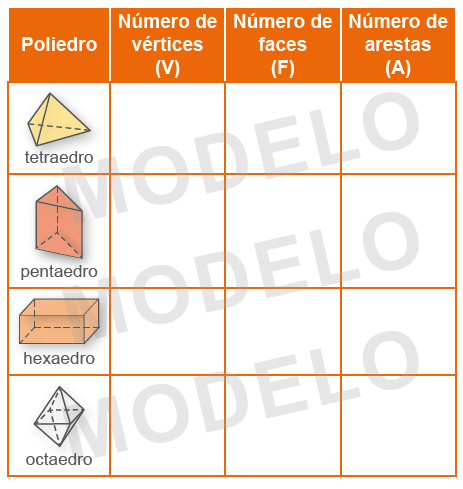 Poliedro
Número de
vértices
(V)
Número de
faces
(F)
Número de
arestas
(A)
tetraedro
MODELO
pentaedro
MODELO
hexaedro
MODELO
octaedro